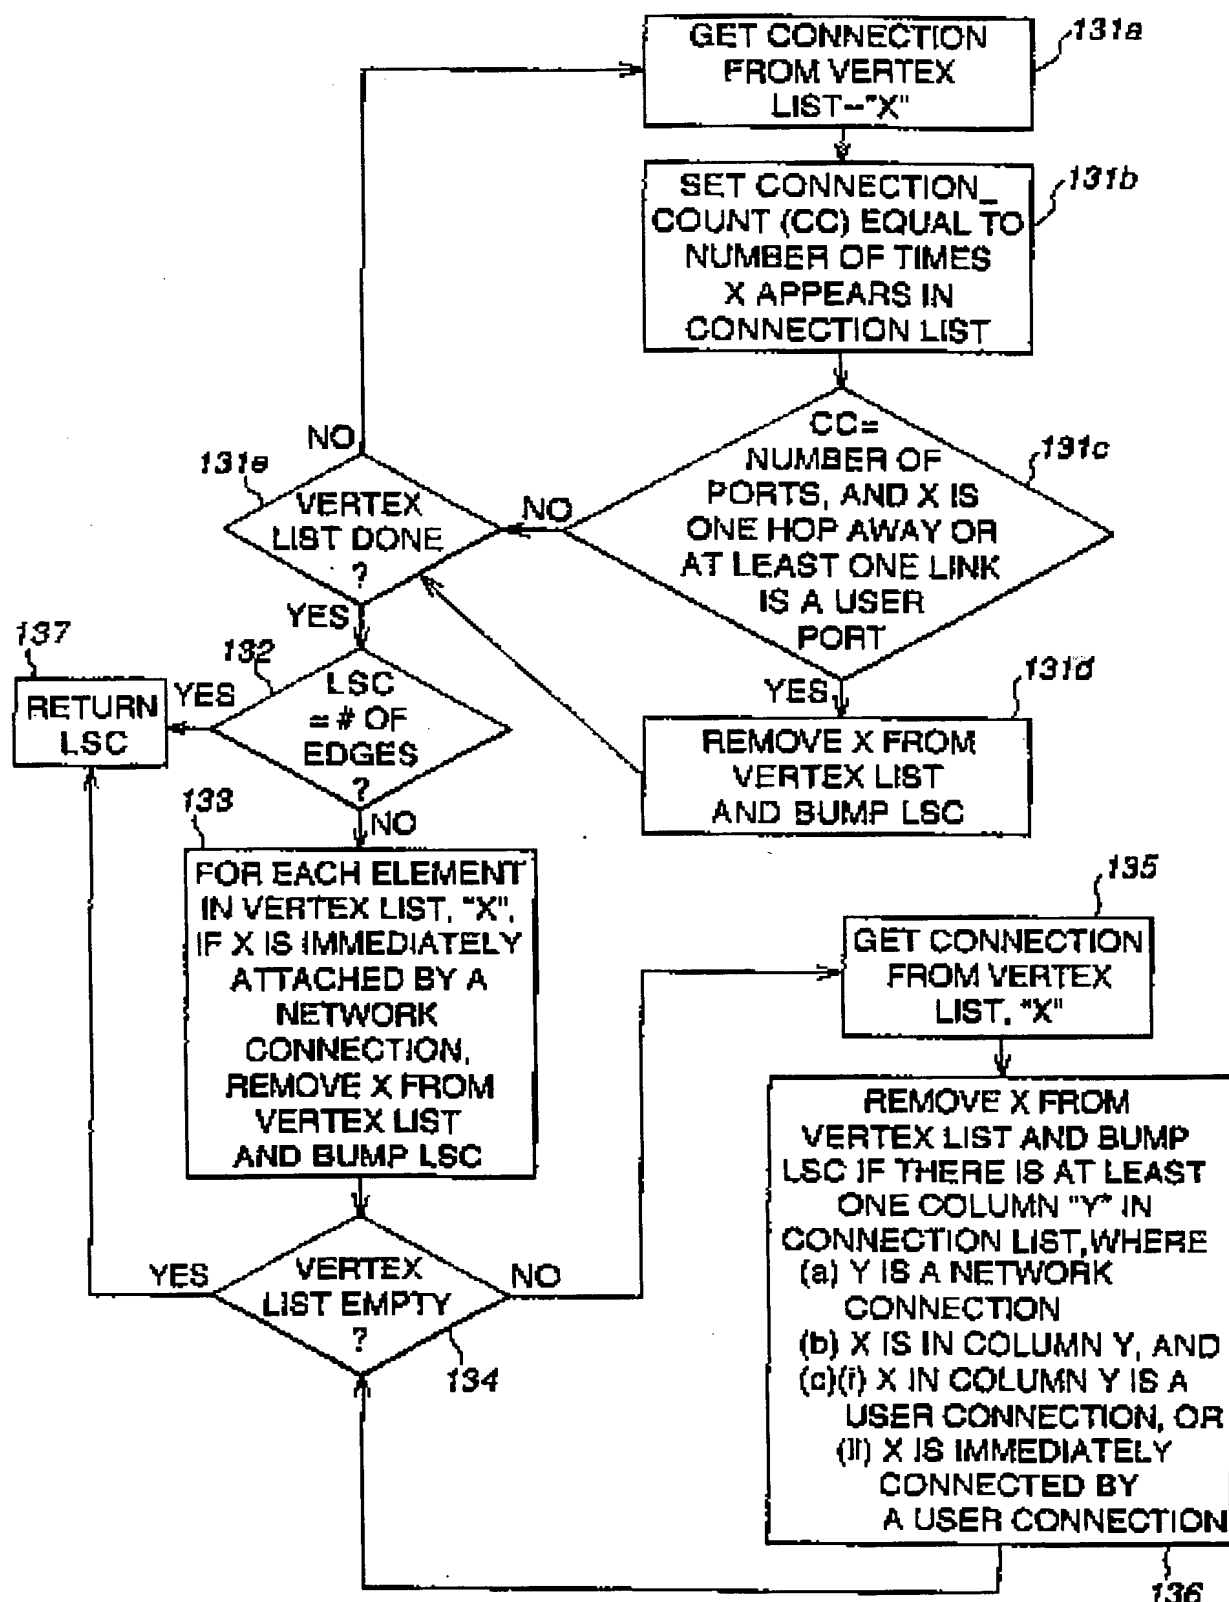 GET CONNECTION
FROM VERTEX
LIST--"X"
131a
SET CONNECTION_
COUNT (CC) EQUAL TO
NUMBER OF TIMES
X APPEARS IN
CONNECTION LIST
131b
CC=
NUMBER OF
PORTS, AND X IS
ONE HOP AWAY OR
AT LEAST ONE LINK
IS A USER
PORT
131c
NO
YES
131d
REMOVE X FROM
VERTEX LIST
AND BUMP LSC
131e
NO
VERTEX
LIST DONE
?
YES
137
RETURN
LSC
132
YES
LSC
= # OF
EDGES
?
NO
133
FOR EACH ELEMENT
IN VERTEX LIST, "X",
IF X IS IMMEDIATELY
ATTACHED BY A
NETWORK
CONNECTION,
REMOVE X FROM
VERTEX LIST
AND BUMP LSC
YES
VERTEX
LIST EMPTY
?
NO
134
135
GET CONNECTION
FROM VERTEX
LIST, "X"
REMOVE X FROM
VERTEX LIST AND BUMP
LSC IF THERE IS AT LEAST
ONE COLUMN "Y" IN
CONNECTION LIST,WHERE
(a) Y IS A NETWORK
CONNECTION
(b) X IS IN COLUMN Y, AND
(c)(i) X IN COLUMN Y IS A
USER CONNECTION, OR
(ii) X IS IMMEDIATELY
CONNECTED BY
A USER CONNECTION
136